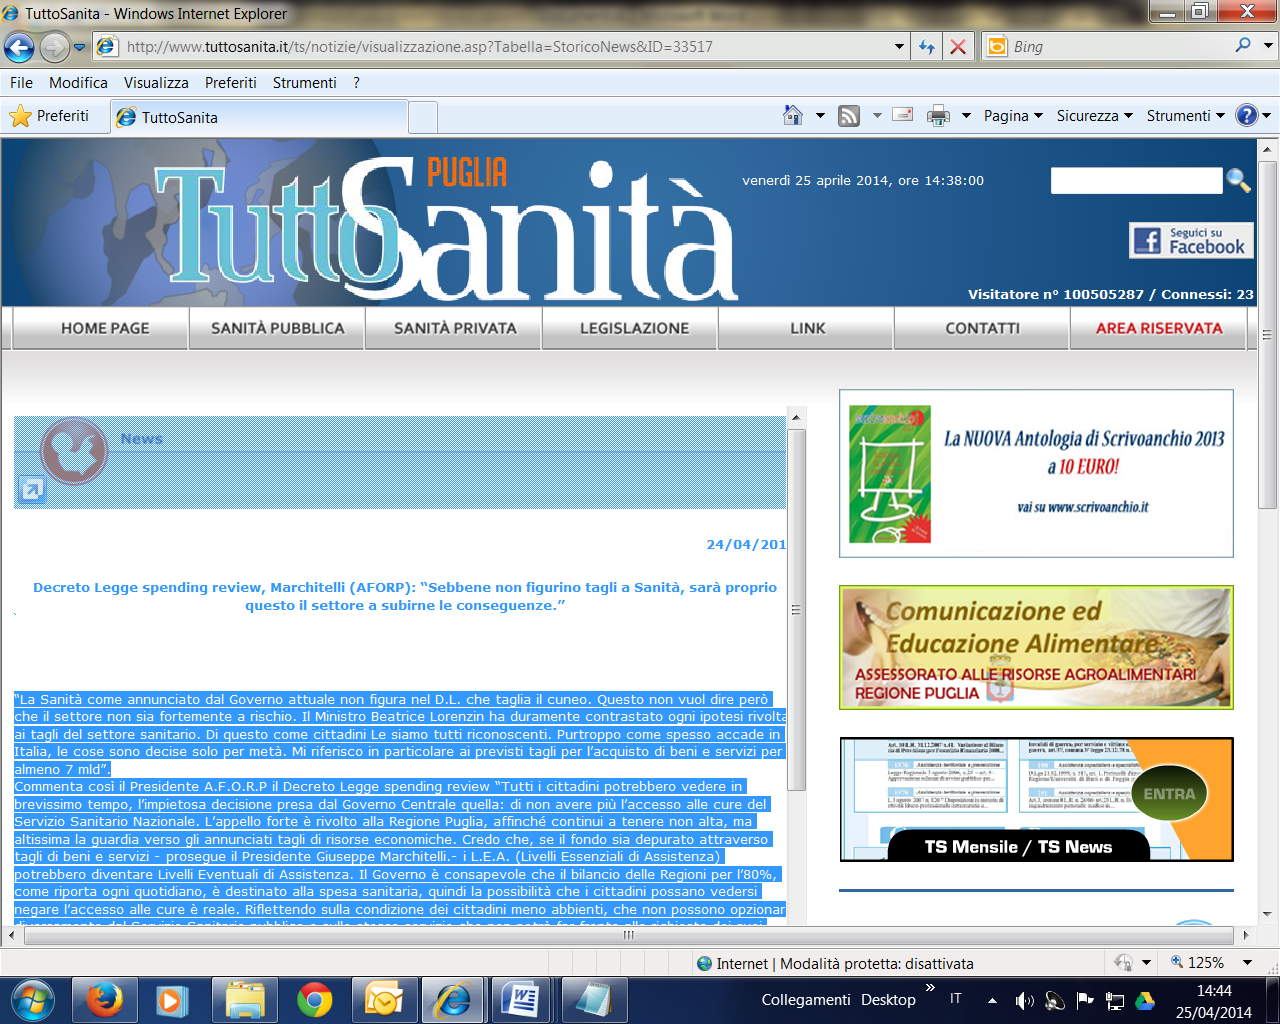 TuttoSanita - Windows Internet Explorer
http://www.tuttosanita.it/ts/notizie/visualizzazione.asp?Tabella=StoricoNews&ID=33517
Bing
File Modifica Visualizza Preferiti Strumenti ?
Preferiti TuttoSanita Pagina Sicurezza Strumenti
TuttoSanità
PUGLIA
venerdì 25 aprile 2014, ore 14:38:00
Seguici su
Facebook
Visitatore n° 100505287 / Connessi: 23
HOME PAGE SANITÀ PUBBLICA SANITÀ PRIVATA LEGISLAZIONE LINK CONTATTI AREA RISERVATA
News
24/04/201
Decreto Legge spending review, Marchitelli (AFORP): “Sebbene non figurino tagli a Sanità, sarà proprio
questo il settore a subirne le conseguenze.”
“La Sanità come annunciato dal Governo attuale non figura nel D.L. che taglia il cuneo. Questo non vuol dire però
che il settore non sia fortemente a rischio. Il Ministro Beatrice Lorenzin ha duramente contrastato ogni ipotesi rivolta
ai tagli del settore sanitario. Di questo come cittadini Le siamo tutti riconoscenti. Purtroppo come spesso accade in
Italia, le cose sono decise solo per metà. Mi riferisco in particolare ai previsti tagli per l’acquisto di beni e servizi per
almeno 7 mld”.
Commenta così il Presidente A.F.O.R.P il Decreto Legge spending review “Tutti i cittadini potrebbero vedere in
brevissimo tempo, l’impietosa decisione presa dal Governo Centrale quella: di non avere più l’accesso alle cure del
Servizio Sanitario Nazionale. L’appello forte è rivolto alla Regione Puglia, affinché continui a tenere non alta, ma
altissima la guardia verso gli annunciati tagli di risorse economiche. Credo che, se il fondo sia depurato attraverso
tagli di beni e servizi - prosegue il Presidente Giuseppe Marchitelli.- i L.E.A. (Livelli Essenziali di Assistenza)
potrebbero diventare Livelli Eventuali di Assistenza. Il Governo è consapevole che il bilancio delle Regioni per l’80%,
come riporta ogni quotidiano, è destinato alla spesa sanitaria, quindi la possibilità che i cittadini possano vedersi
negare l’accesso alle cure è reale. Riflettendo sulla condizione dei cittadini meno abbienti, che non possono opzionar
La NUOVA Antologia di Scrivoanchio 2013
a 10 EURO!
vai su www.scrivoanchio.it
Comunicazione ed
Educazione Alimentare
ASSESSORATO ALLE RISORSE AGROALIMENTARI
REGIONE PUGLIA
ENTRA
TS Mensile / TS News
Internet | Modalità protetta: disattivata
125%
Collegamenti Desktop » IT
14:44
25/04/2014